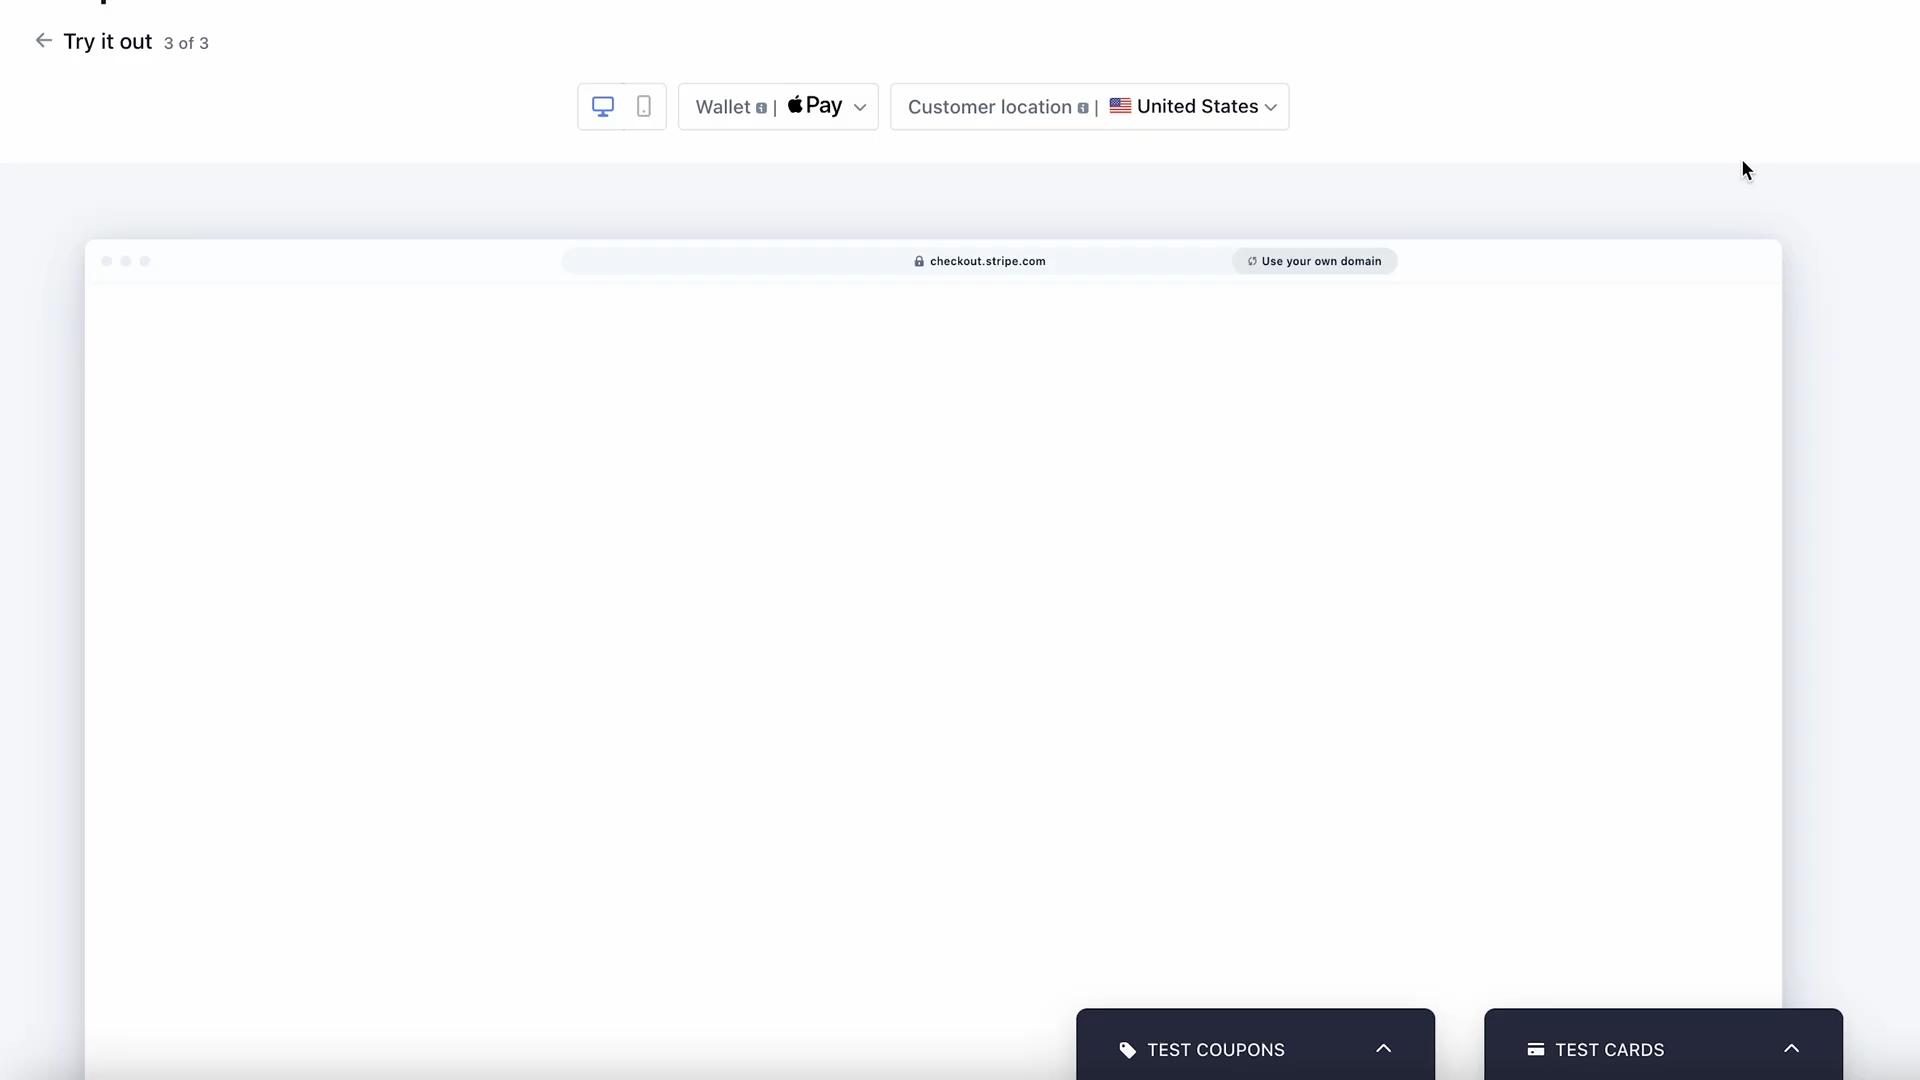 Try it out 3 of 3
Wallet | Pay
Customer location | United States
checkout.stripe.com
Use your own domain
TEST COUPONS
TEST CARDS